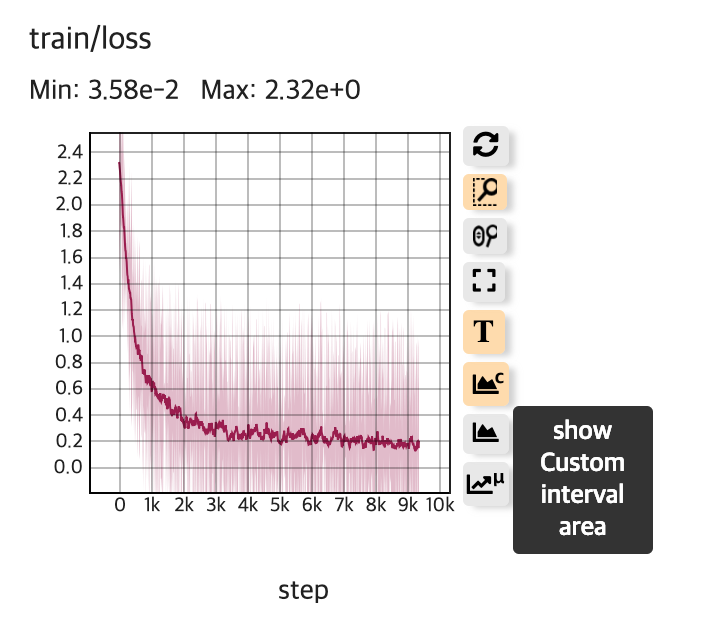 train/loss
Min: 3.58e-2 Max: 2.32e+0
2.4
2.2
2.0
1.8
1.6
1.4
1.2
1.0
0.8
0.6
0.4
0.2
0.0
0 1k 2k 3k 4k 5k 6k 7k 8k 9k 10k
step
T
C
μ
show
Custom
interval
area